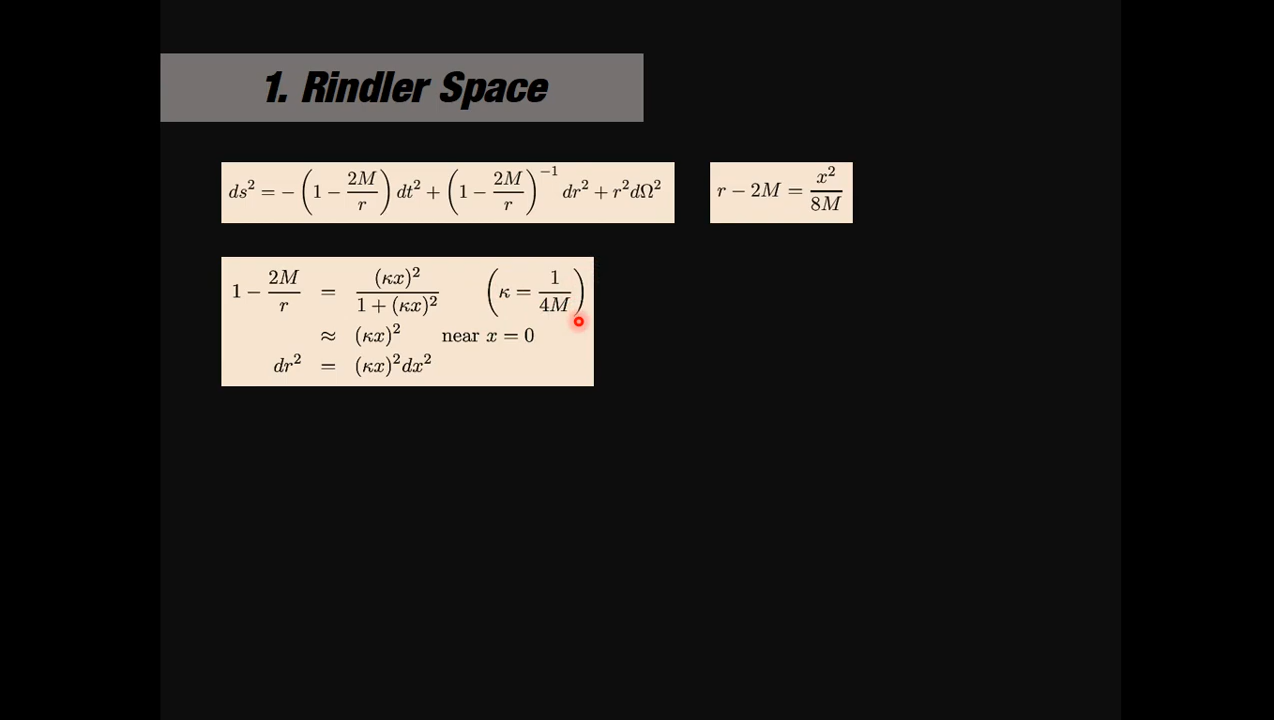 1. Rindler Space
ds² = − (1 − 2M/r) dt² + (1 − 2M/r)⁻¹ dr² + r²dΩ²
r − 2M = x²/8M
1 − 2M/r = (κx)²/(1 + (κx)²) (κ = 1/4M)
≈ (κx)² near x = 0
dr² = (κx)²dx²